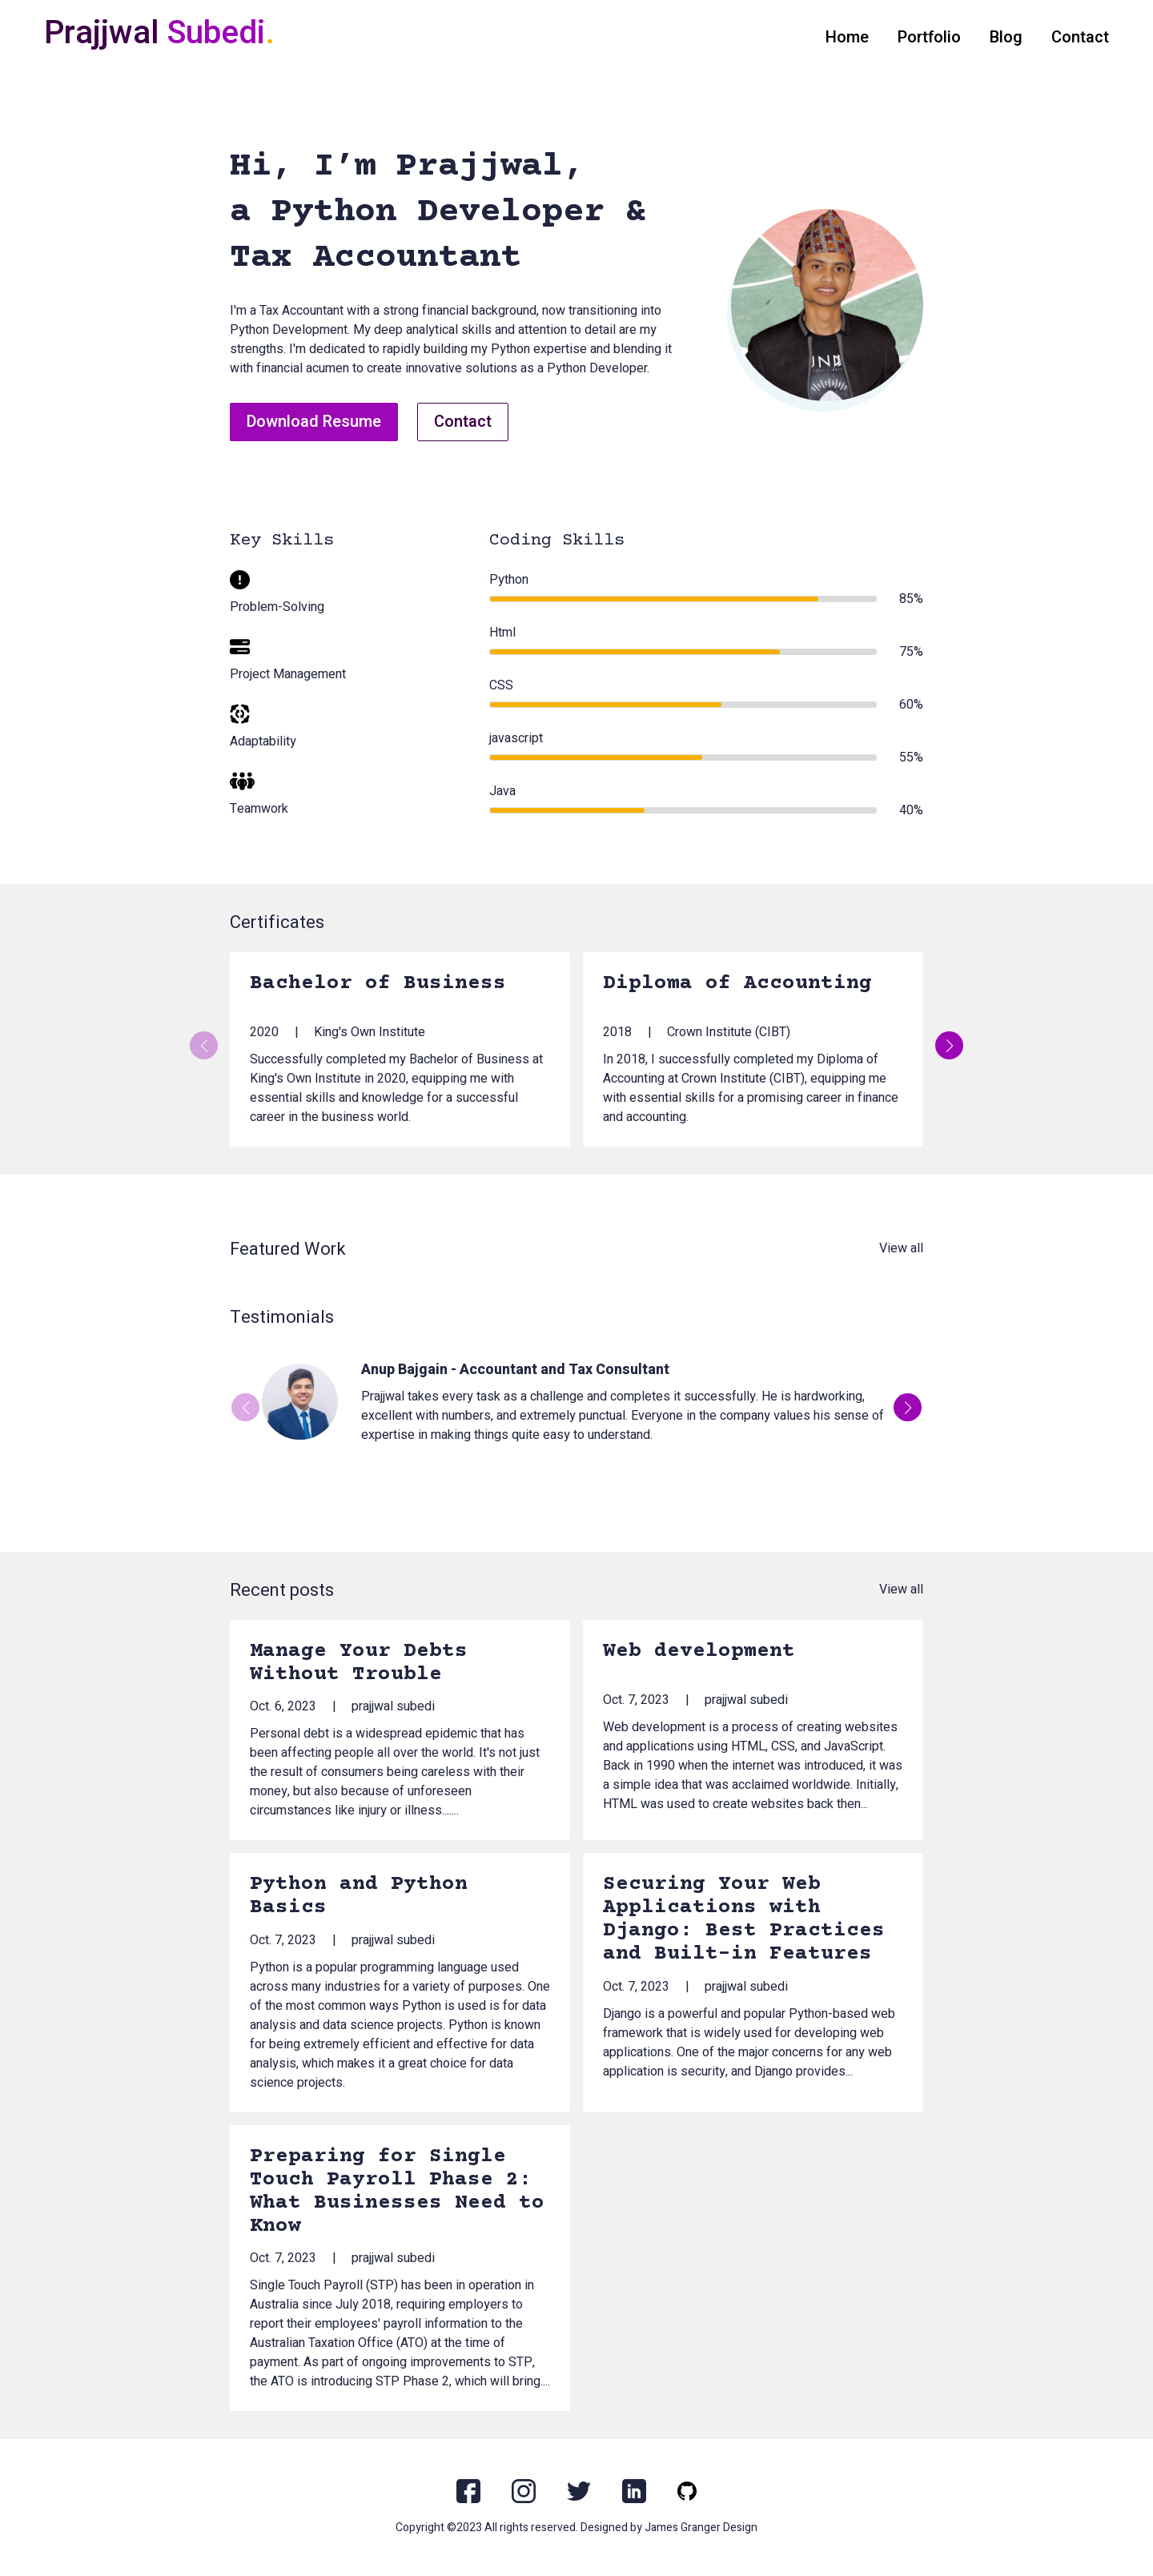 Prajjwal Subedi.
Home Portfolio Blog Contact
Hi, I’m Prajjwal,
a Python Developer &
Tax Accountant
I'm a Tax Accountant with a strong financial background, now transitioning into
Python Development. My deep analytical skills and attention to detail are my
strengths. I'm dedicated to rapidly building my Python expertise and blending it
with financial acumen to create innovative solutions as a Python Developer.
Download Resume Contact
Key Skills
Problem-Solving
Project Management
Adaptability
Teamwork
Coding Skills
Python
85%
Html
75%
CSS
60%
javascript
55%
Java
40%
Certificates
Bachelor of Business
2020 | King's Own Institute
Successfully completed my Bachelor of Business at
King's Own Institute in 2020, equipping me with
essential skills and knowledge for a successful
career in the business world.
Diploma of Accounting
2018 | Crown Institute (CIBT)
In 2018, I successfully completed my Diploma of
Accounting at Crown Institute (CIBT), equipping me
with essential skills for a promising career in finance
and accounting.
Featured Work
View all
Testimonials
Anup Bajgain - Accountant and Tax Consultant
Prajjwal takes every task as a challenge and completes it successfully. He is hardworking,
excellent with numbers, and extremely punctual. Everyone in the company values his sense of
expertise in making things quite easy to understand.
Recent posts
View all
Manage Your Debts
Without Trouble
Oct. 6, 2023 | prajjwal subedi
Personal debt is a widespread epidemic that has
been affecting people all over the world. It's not just
the result of consumers being careless with their
money, but also because of unforeseen
circumstances like injury or illness.......
Web development
Oct. 7, 2023 | prajjwal subedi
Web development is a process of creating websites
and applications using HTML, CSS, and JavaScript.
Back in 1990 when the internet was introduced, it was
a simple idea that was acclaimed worldwide. Initially,
HTML was used to create websites back then...
Python and Python
Basics
Oct. 7, 2023 | prajjwal subedi
Python is a popular programming language used
across many industries for a variety of purposes. One
of the most common ways Python is used is for data
analysis and data science projects. Python is known
for being extremely efficient and effective for data
analysis, which makes it a great choice for data
science projects.
Securing Your Web
Applications with
Django: Best Practices
and Built-in Features
Oct. 7, 2023 | prajjwal subedi
Django is a powerful and popular Python-based web
framework that is widely used for developing web
applications. One of the major concerns for any web
application is security, and Django provides...
Preparing for Single
Touch Payroll Phase 2:
What Businesses Need to
Know
Oct. 7, 2023 | prajjwal subedi
Single Touch Payroll (STP) has been in operation in
Australia since July 2018, requiring employers to
report their employees' payroll information to the
Australian Taxation Office (ATO) at the time of
payment. As part of ongoing improvements to STP,
the ATO is introducing STP Phase 2, which will bring....
Copyright ©2023 All rights reserved. Designed by James Granger Design